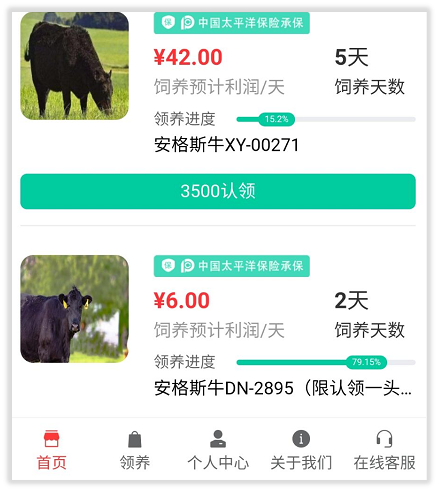 中国太平洋保险承保
¥42.00 5天
饲养预计利润/天 饲养天数
领养进度 15.2%
安格斯牛XY-00271
3500认领
中国太平洋保险承保
¥6.00 2天
饲养预计利润/天 饲养天数
领养进度 79.15%
安格斯牛DN-2895（限认领一头...
首页 领养 个人中心 关于我们 在线客服